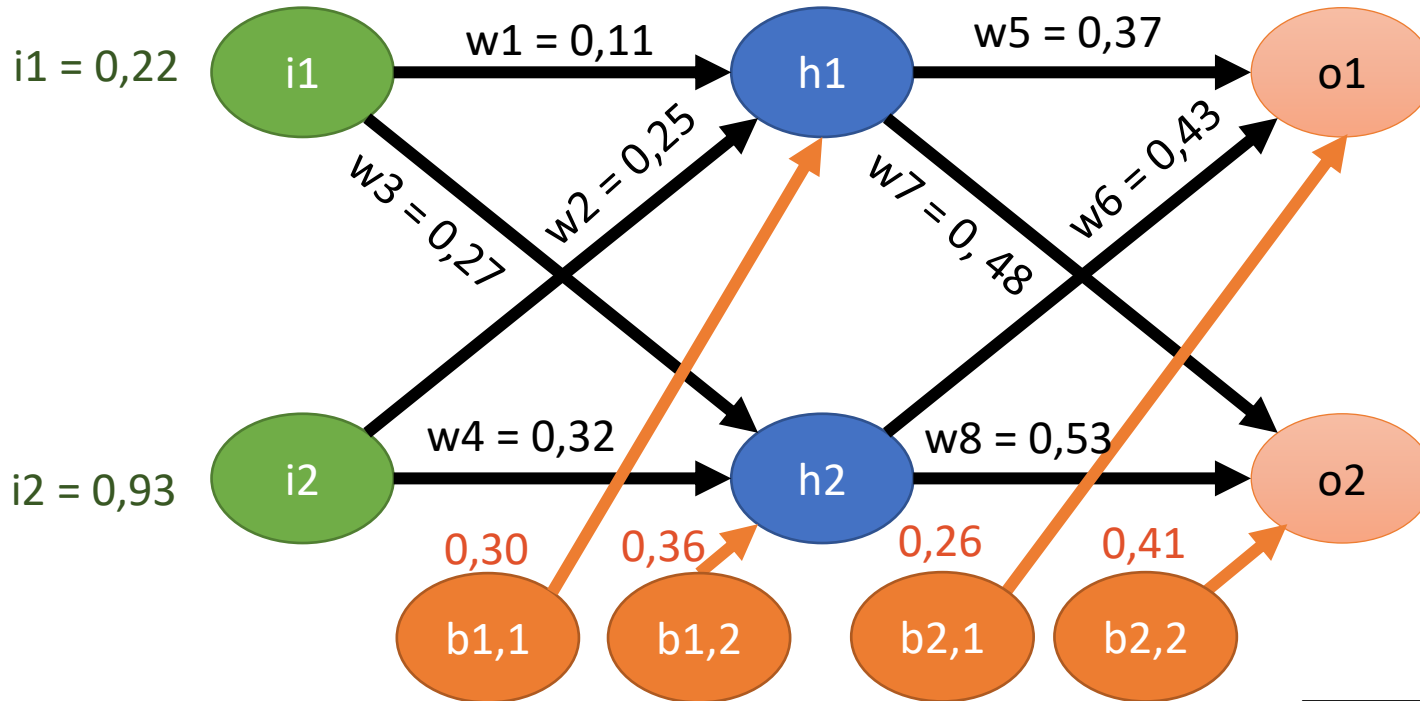 i1 = 0,22
i1
w1 = 0,11
h1
w5 = 0,37
o1
w3 = 0,27
w2 = 0,25
w7 = 0, 48
w6 = 0,43
i2 = 0,93
i2
w4 = 0,32
h2
w8 = 0,53
o2
0,30
0,36
0,26
0,41
b1,1
b1,2
b2,1
b2,2